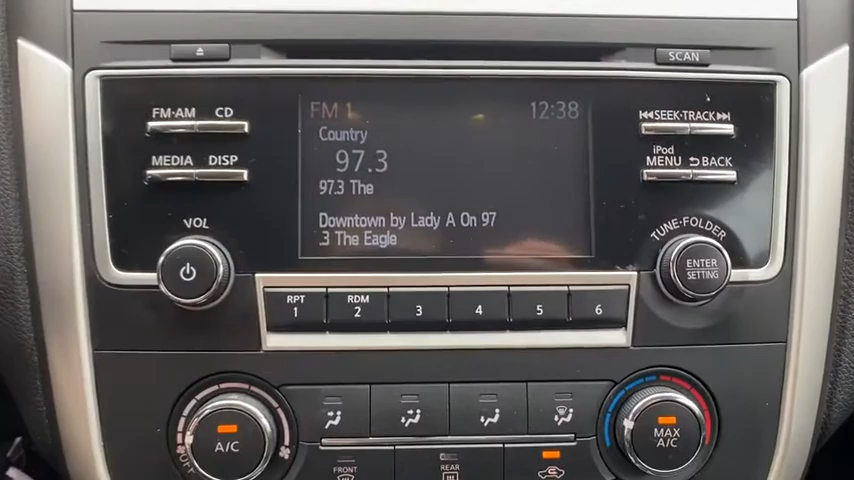 SCAN
FM·AM CD
FM 1 12:38
SEEK·TRACK
Country
97.3
iPod
MEDIA DISP
MENU BACK
97.3 The
Downtown by Lady A On 97
.3 The Eagle
VOL
TUNE·FOLDER
ENTER
SETTING
RPT
1
RDM
2
3
4
5
6
A/C
OFF
MAX
A/C
FRONT
REAR